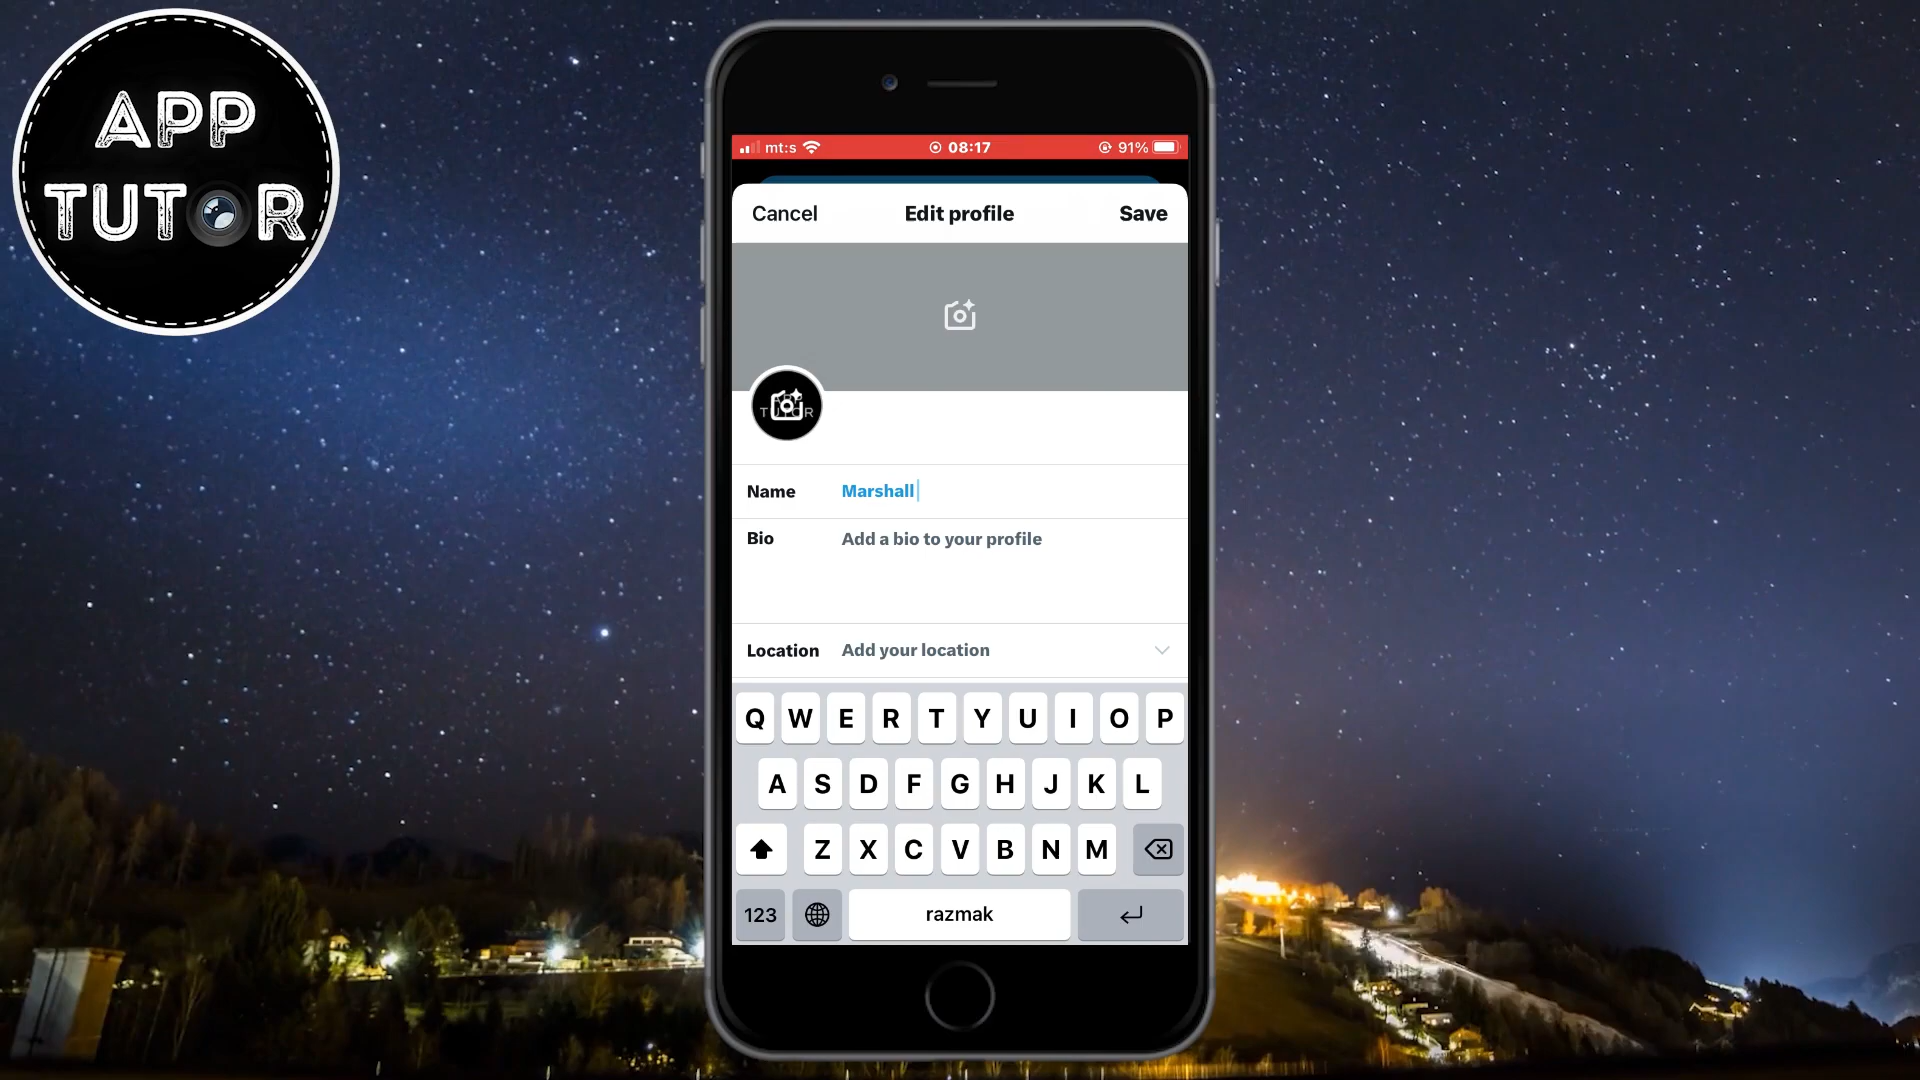 APP
TUTOR
mt:s 08:17 91%
Cancel Edit profile Save
T U T O R
Name Marshall
Bio Add a bio to your profile
Location Add your location
Q W E R T Y U I O P
A S D F G H J K L
Z X C V B N M
123 razmak